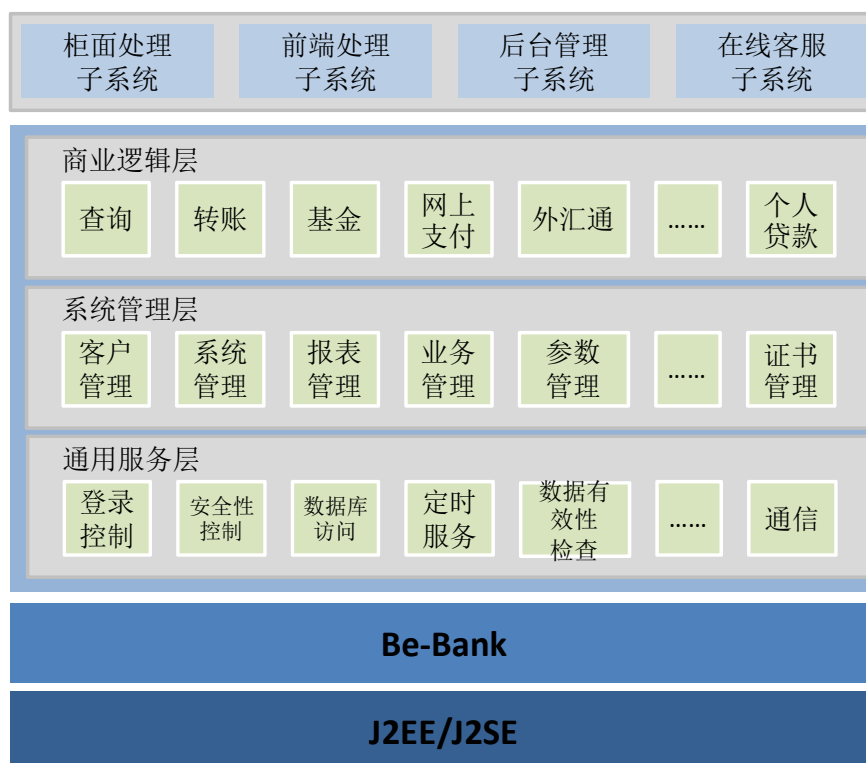 柜面处理
子系统
前端处理
子系统
后台管理
子系统
在线客服
子系统
商业逻辑层
查询
转账
基金
网上
支付
外汇通
……
个人
贷款
系统管理层
客户
管理
系统
管理
报表
管理
业务
管理
参数
管理
……
证书
管理
通用服务层
登录
控制
安全性
控制
数据库
访问
定时
服务
数据有
效性
检查
……
通信
Be-Bank
J2EE/J2SE